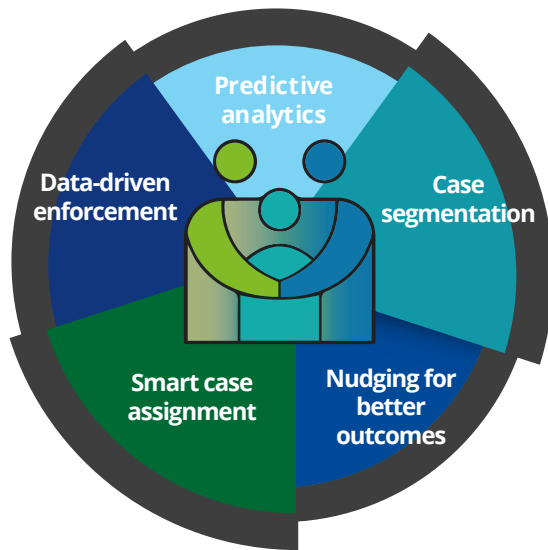 Predictive
analytics
Case
segmentation
Nudging for
better
outcomes
Smart case
assignment
Data-driven
enforcement